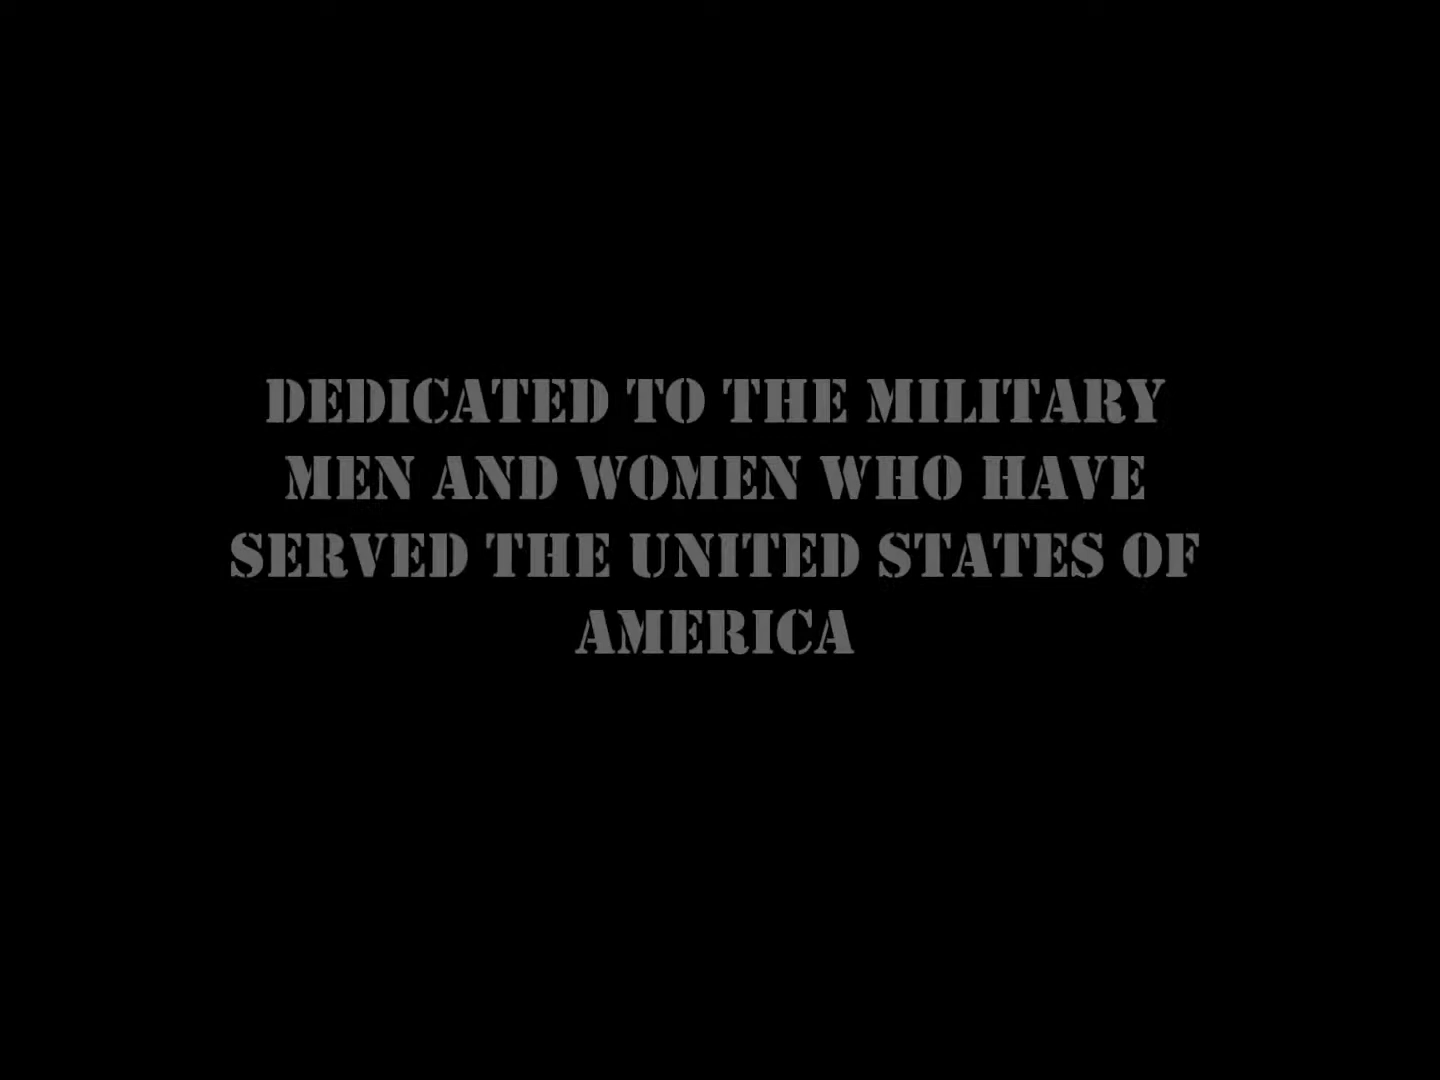 DEDICATED TO THE MILITARY
MEN AND WOMEN WHO HAVE
SERVED THE UNITED STATES OF
AMERICA